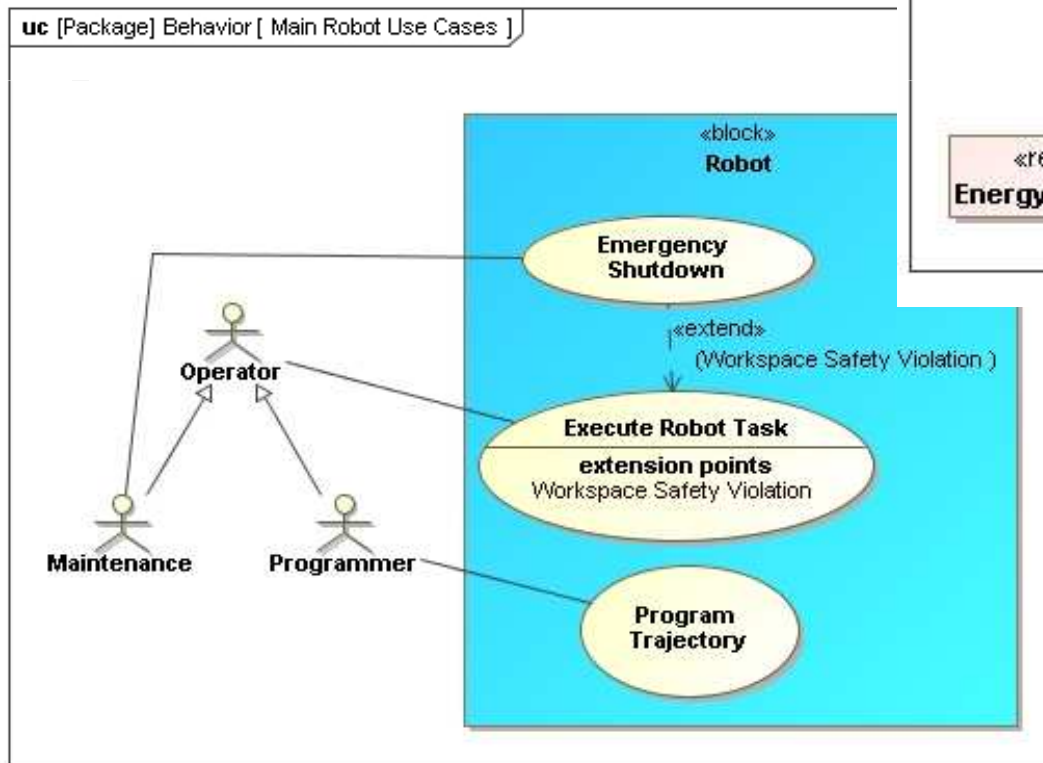 uc [Package] Behavior [ Main Robot Use Cases ]
«block»
Robot
Energy
Emergency
Shutdown
«extend»
(Workspace Safety Violation )
Operator
Execute Robot Task
extension points
Workspace Safety Violation
Maintenance
Programmer
Program
Trajectory